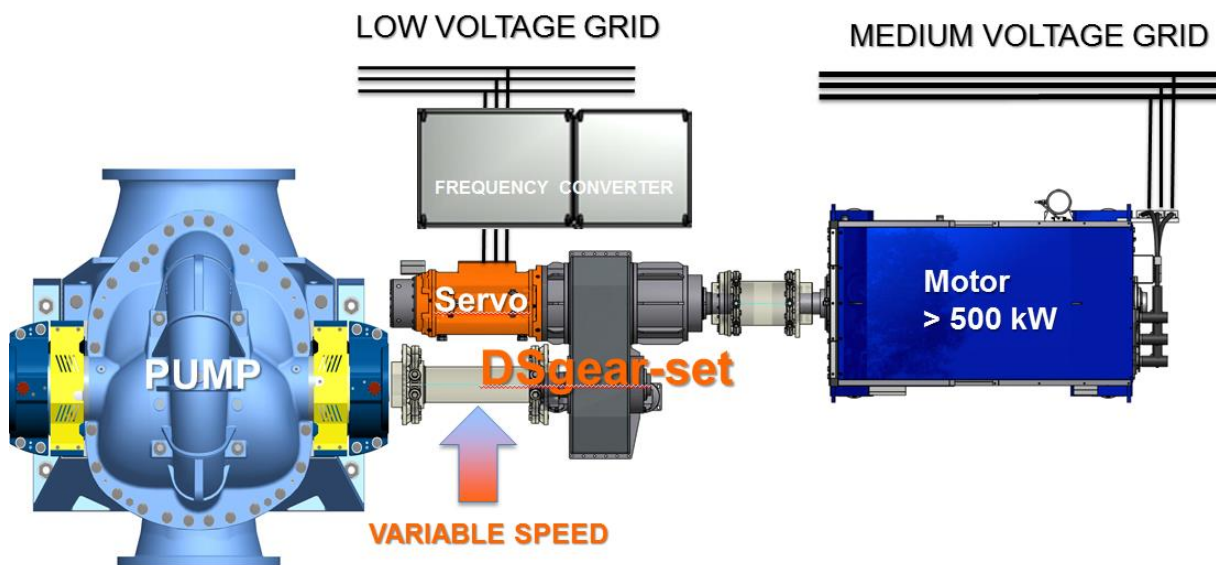 LOW VOLTAGE GRID
MEDIUM VOLTAGE GRID
FREQUENCY CONVERTER
Servo
Motor
> 500 kW
PUMP
DSgear-set
VARIABLE SPEED